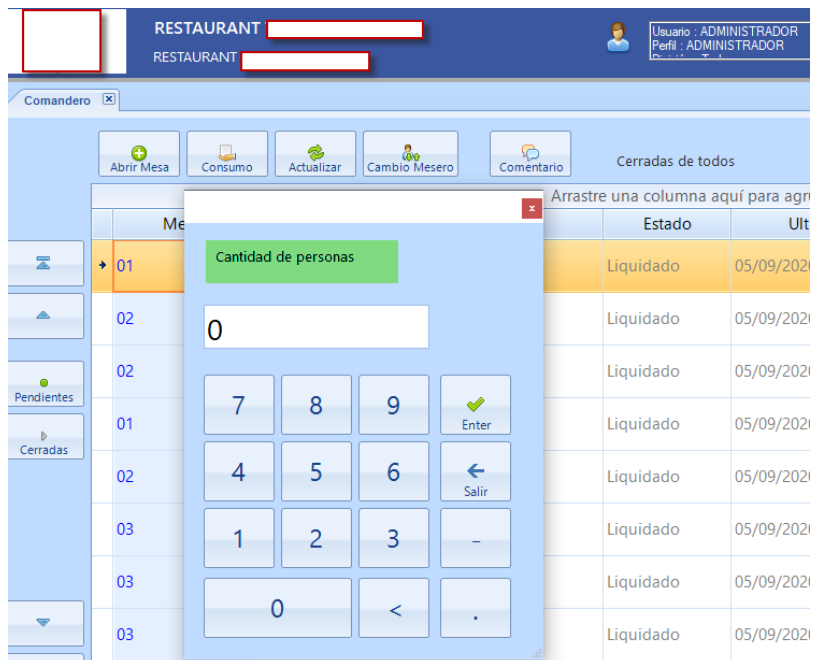 RESTAURANT
RESTAURANT
Usuario : ADMINISTRADOR
Perfil : ADMINISTRADOR
Comandero
Abrir Mesa
Consumo
Actualizar
Cambio Mesero
Comentario
Cerradas de todos
Arrastre una columna aquí para agru
Me
Estado
Ult
Cantidad de personas
01
Liquidado
05/09/202
0
02
Liquidado
05/09/202
02
Liquidado
05/09/202
Pendientes
7
8
9
Enter
01
Liquidado
05/09/202
Cerradas
4
5
6
Salir
02
Liquidado
05/09/202
1
2
3
-
03
Liquidado
05/09/202
03
Liquidado
05/09/202
0
<
.
03
Liquidado
05/09/202